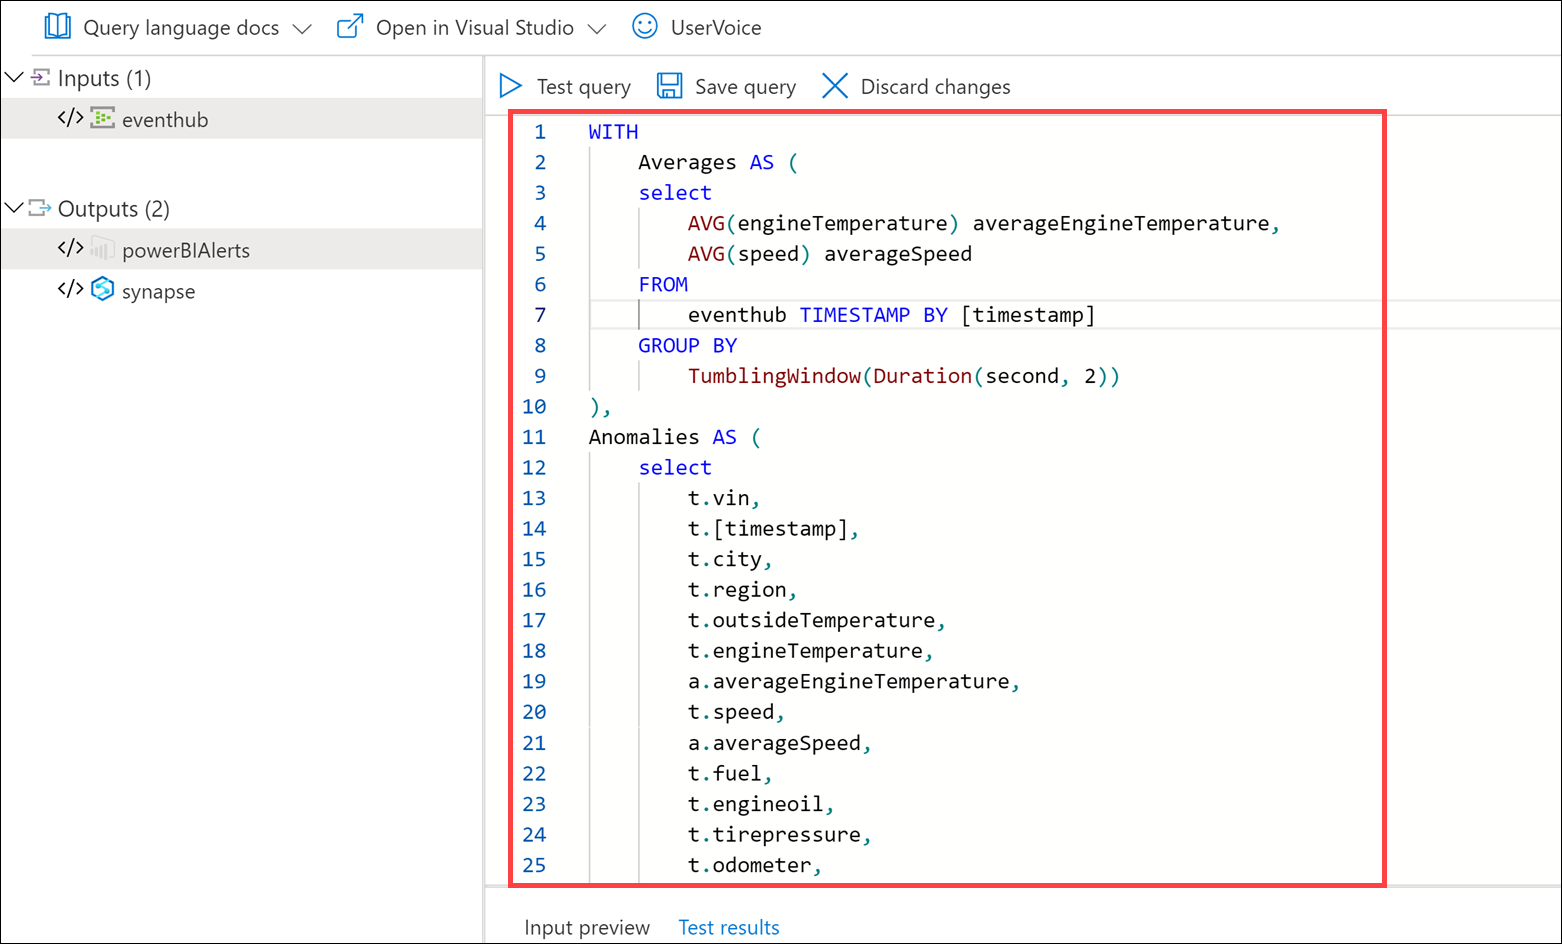 Query language docs Open in Visual Studio UserVoice
Inputs (1)
</> eventhub
Outputs (2)
</> powerBIAlerts
</> synapse
Test query Save query Discard changes
1 WITH
2 Averages AS (
3 select
4 AVG(engineTemperature) averageEngineTemperature,
5 AVG(speed) averageSpeed
6 FROM
7 eventhub TIMESTAMP BY [timestamp]
8 GROUP BY
9 TumblingWindow(Duration(second, 2))
10 ),
11 Anomalies AS (
12 select
13 t.vin,
14 t.[timestamp],
15 t.city,
16 t.region,
17 t.outsideTemperature,
18 t.engineTemperature,
19 a.averageEngineTemperature,
20 t.speed,
21 a.averageSpeed,
22 t.fuel,
23 t.engineoil,
24 t.tirepressure,
25 t.odometer,
Input preview Test results